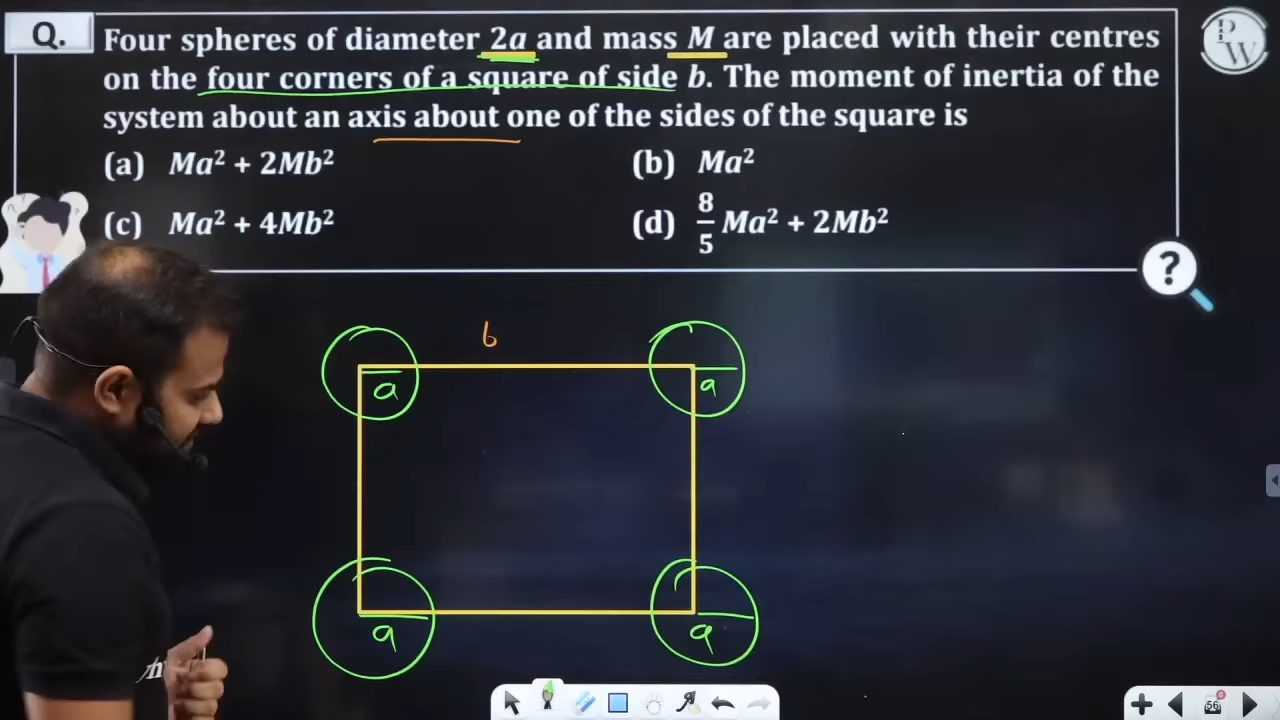 Q.
Four spheres of diameter 2a and mass M are placed with their centres
on the four corners of a square of side b. The moment of inertia of the
system about an axis about one of the sides of the square is
(a) Ma² + 2Mb² (b) Ma²
(c) Ma² + 4Mb² (d) 8/5 Ma² + 2Mb²
?
P
W
b
a
a
a
a
56